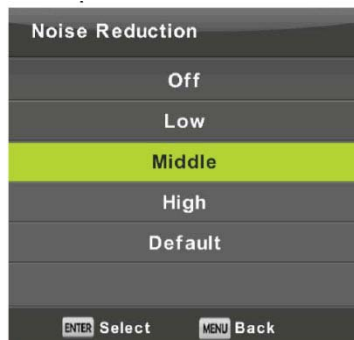 Noise Reduction
Off
Low
Middle
High
Default
ENTER Select MENU Back